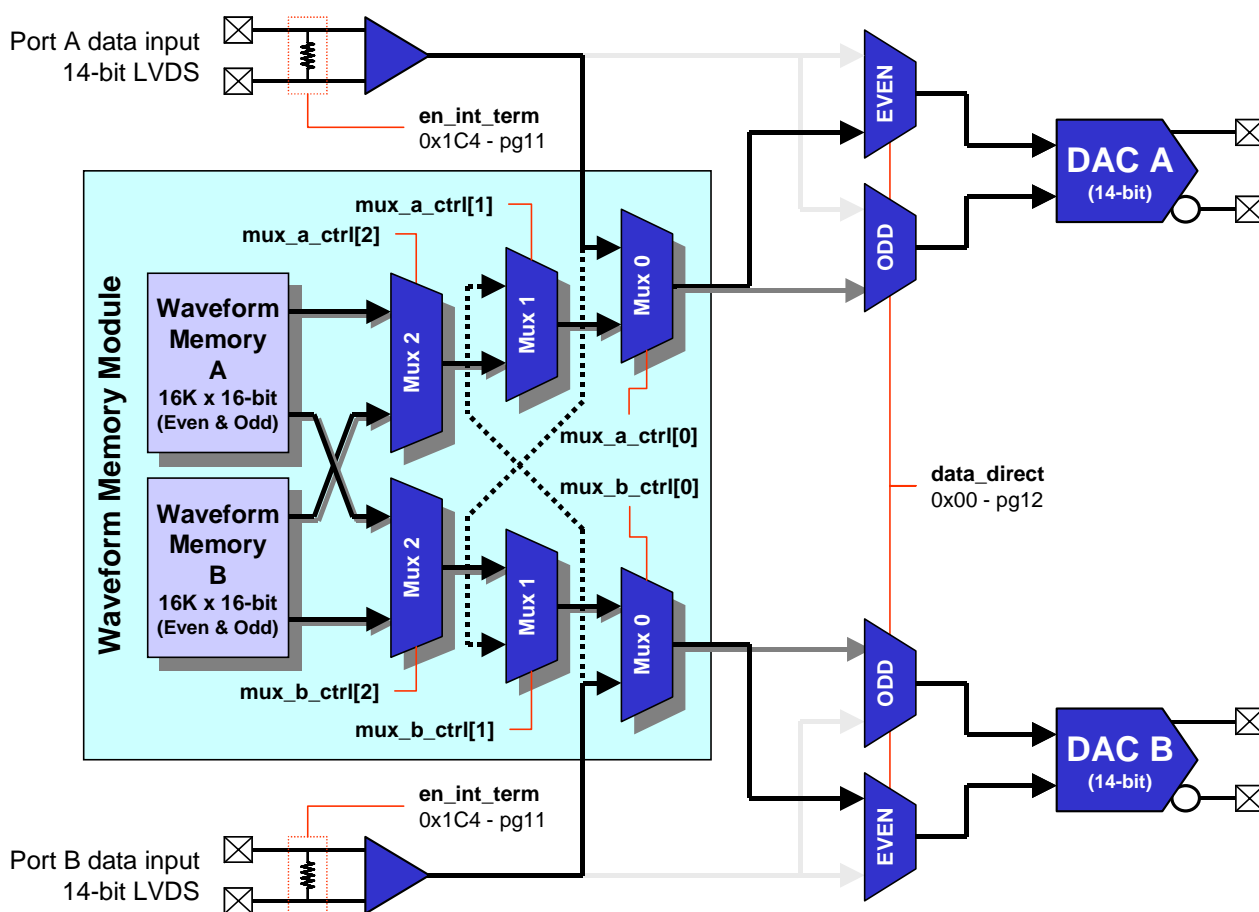 Port A data input
14-bit LVDS
en_int_term
0x1C4 - pg11
EVEN
DAC A
(14-bit)
ODD
Waveform Memory Module
mux_a_ctrl[1]
mux_a_ctrl[2]
Mux 0
Mux 1
Mux 2
Waveform
Memory
A
16K x 16-bit
(Even & Odd)
mux_a_ctrl[0]
mux_b_ctrl[0]
data_direct
0x00 - pg12
Waveform
Memory
B
16K x 16-bit
(Even & Odd)
Mux 2
Mux 1
Mux 0
mux_b_ctrl[2]
mux_b_ctrl[1]
ODD
DAC B
(14-bit)
EVEN
en_int_term
0x1C4 - pg11
Port B data input
14-bit LVDS